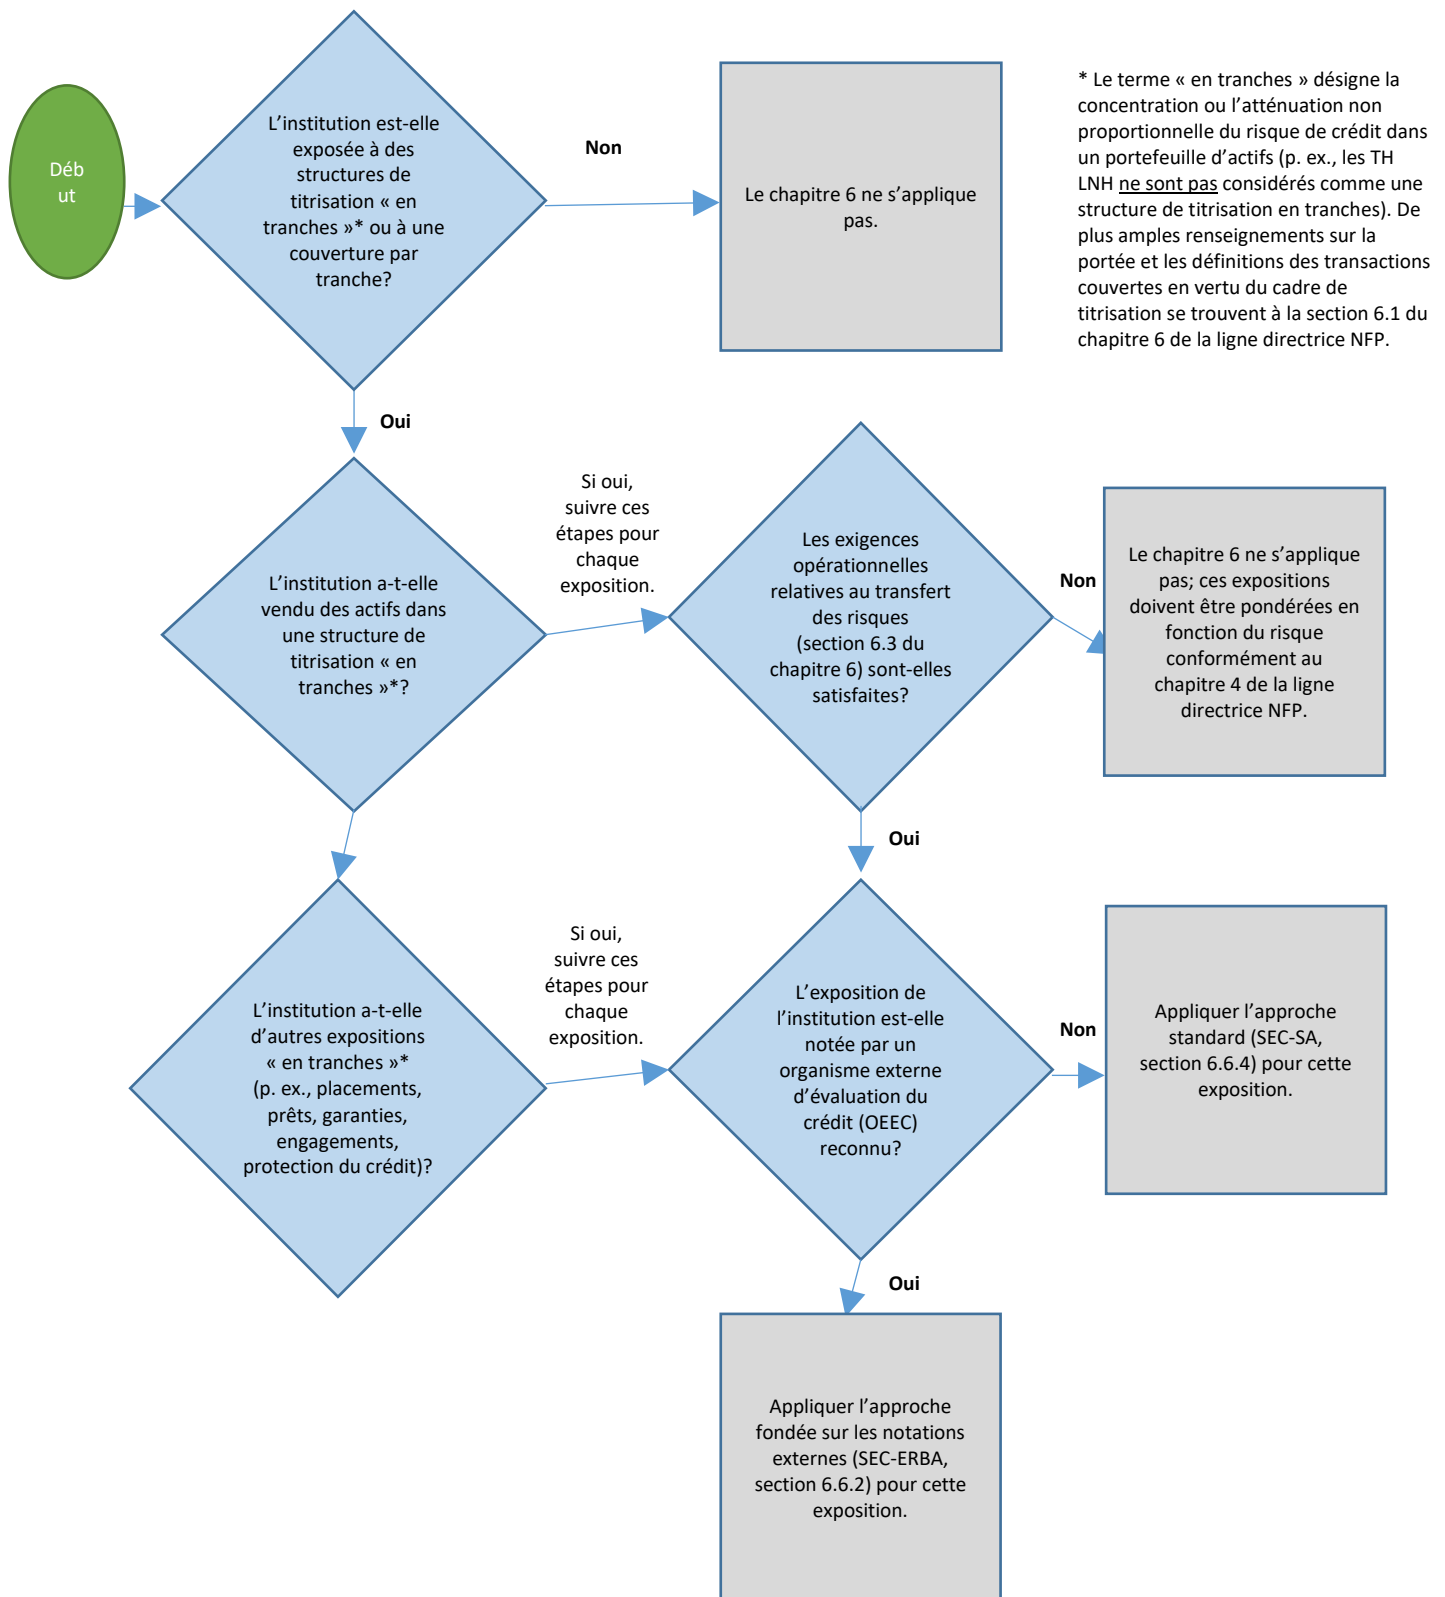 Déb
ut
L’institution est-elle
exposée à des
structures de
titrisation « en
tranches »* ou à une
couverture par
tranche?
Non
Le chapitre 6 ne s’applique
pas.
* Le terme « en tranches » désigne la
concentration ou l’atténuation non
proportionnelle du risque de crédit dans
un portefeuille d’actifs (p. ex., les TH
LNH ne sont pas considérés comme une
structure de titrisation en tranches). De
plus amples renseignements sur la
portée et les définitions des transactions
couvertes en vertu du cadre de
titrisation se trouvent à la section 6.1 du
chapitre 6 de la ligne directrice NFP.
Oui
L’institution a-t-elle
vendu des actifs dans
une structure de
titrisation « en
tranches »*?
Si oui,
suivre ces
étapes pour
chaque
exposition.
Les exigences
opérationnelles
relatives au transfert
des risques
(section 6.3 du
chapitre 6) sont-elles
satisfaites?
Non
Le chapitre 6 ne s’applique
pas; ces expositions
doivent être pondérées en
fonction du risque
conformément au
chapitre 4 de la ligne
directrice NFP.
Oui
L’institution a-t-elle
d’autres expositions
« en tranches »*
(p. ex., placements,
prêts, garanties,
engagements,
protection du crédit)?
Si oui,
suivre ces
étapes pour
chaque
exposition.
L’exposition de
l’institution est-elle
notée par un
organisme externe
d’évaluation du
crédit (OEEC)
reconnu?
Non
Appliquer l’approche
standard (SEC-SA,
section 6.6.4) pour cette
exposition.
Oui
Appliquer l’approche
fondée sur les notations
externes (SEC-ERBA,
section 6.6.2) pour cette
exposition.